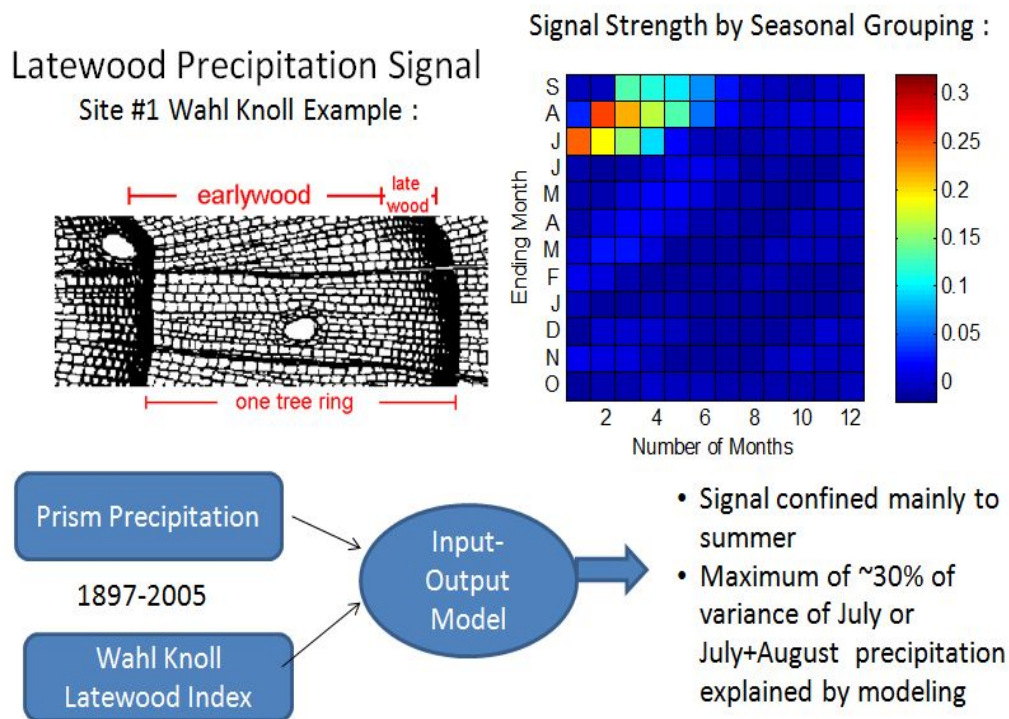 Latewood Precipitation Signal
Site #1 Wahl Knoll Example :
earlywood
late
wood
one tree ring
Signal Strength by Seasonal Grouping :
Ending Month
S
A
J
J
M
A
M
F
J
D
N
O
2 4 6 8 10 12
Number of Months
0.3
0.25
0.2
0.15
0.1
0.05
0
Prism Precipitation
1897-2005
Wahl Knoll
Latewood Index
Input-
Output
Model
• Signal confined mainly to
summer
• Maximum of ~30% of
variance of July or
July+August precipitation
explained by modeling